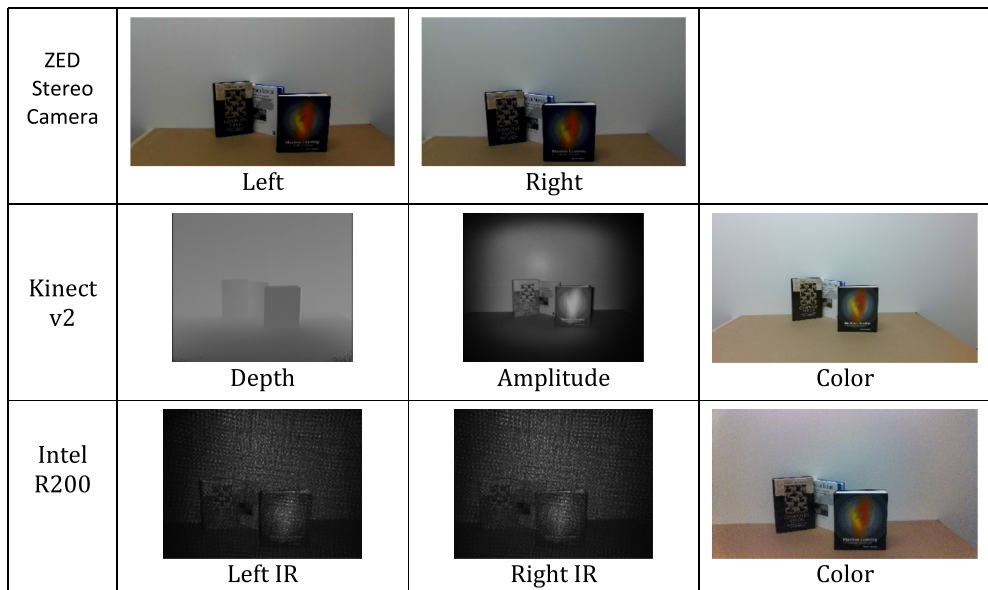 ZED
Stereo
Camera
Left
Right
Kinect
v2
Depth
Amplitude
Color
Intel
R200
Left IR
Right IR
Color